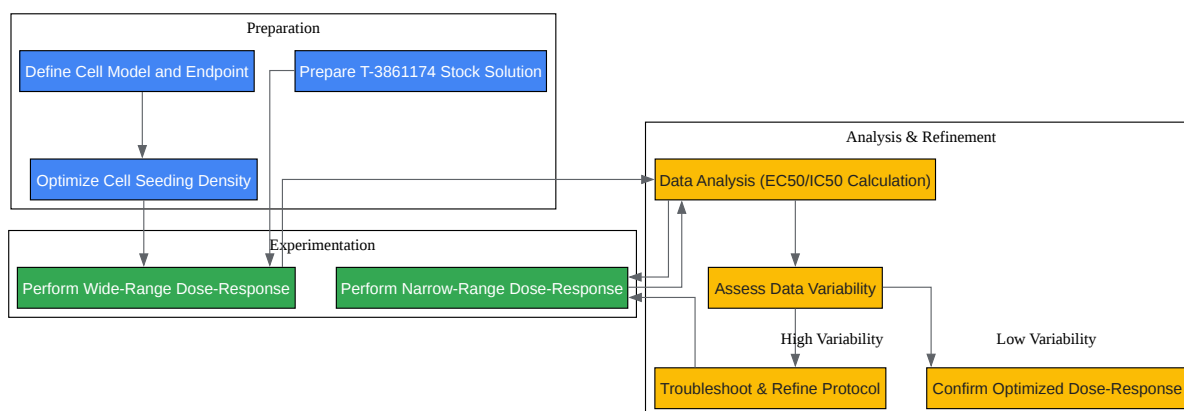 Preparation
Define Cell Model and Endpoint
Prepare T-3861174 Stock Solution
Optimize Cell Seeding Density
Experimentation
Perform Wide-Range Dose-Response
Perform Narrow-Range Dose-Response
Analysis & Refinement
Data Analysis (EC50/IC50 Calculation)
Assess Data Variability
High Variability
Low Variability
Troubleshoot & Refine Protocol
Confirm Optimized Dose-Response